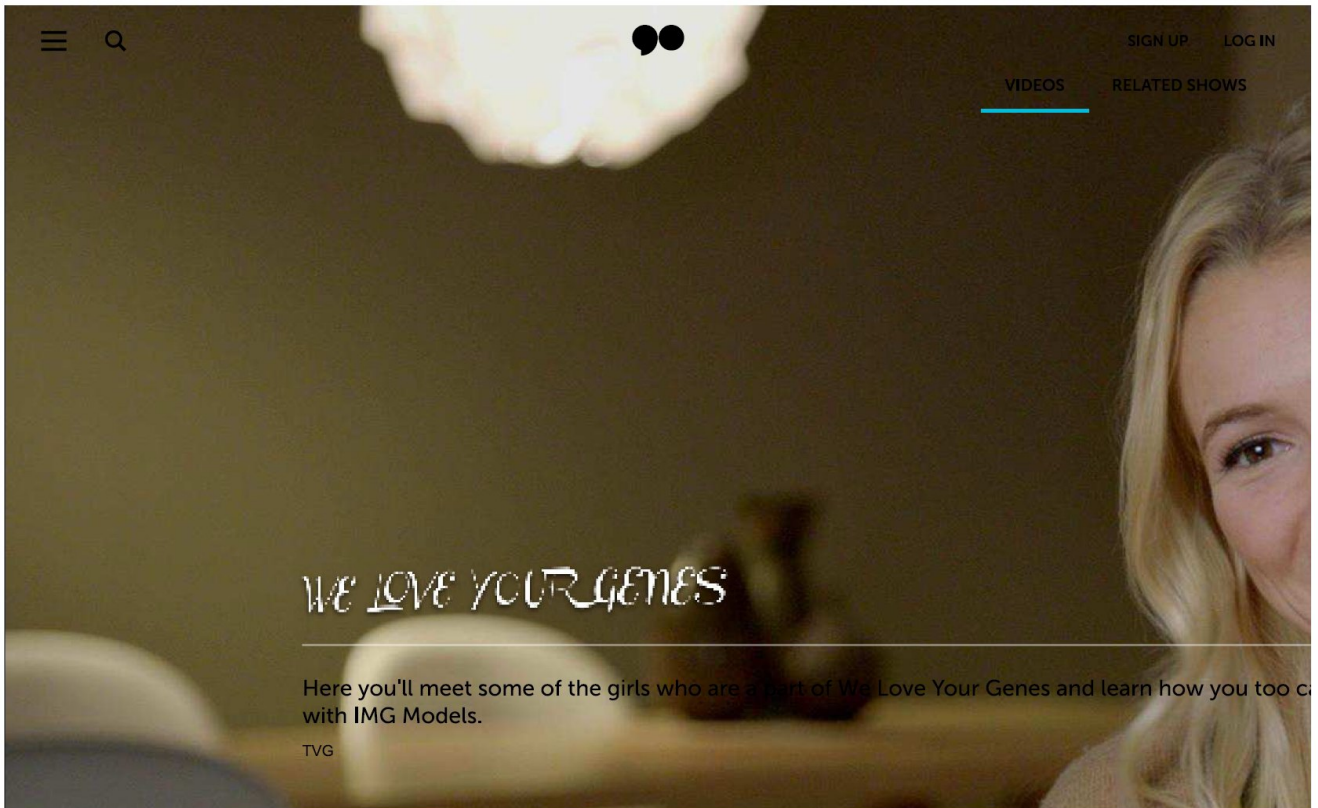 SIGN UP LOG IN
VIDEOS RELATED SHOWS
WE LOVE YOUR GENES
Here you'll meet some of the girls who are a part of We Love Your Genes and learn how you too
with IMG Models.
TVG